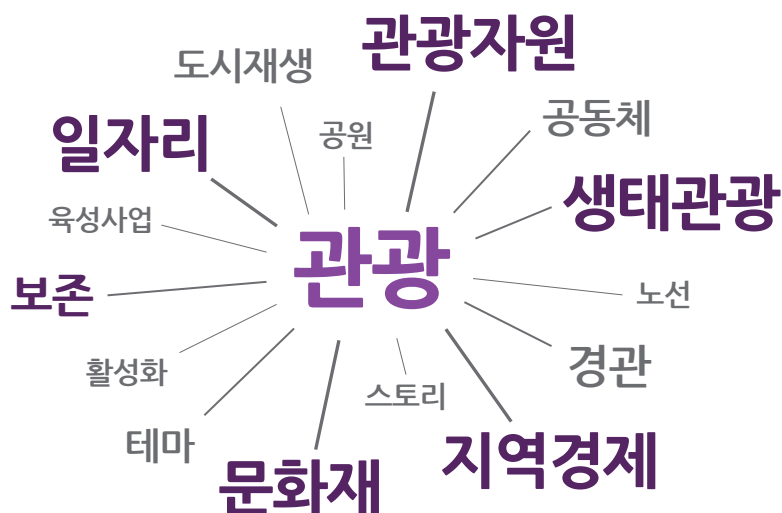 관광자원
도시재생
공동체
일자리
공원
생태관광
육성사업
관광
보존
노선
활성화
경관
스토리
테마
지역경제
문화재